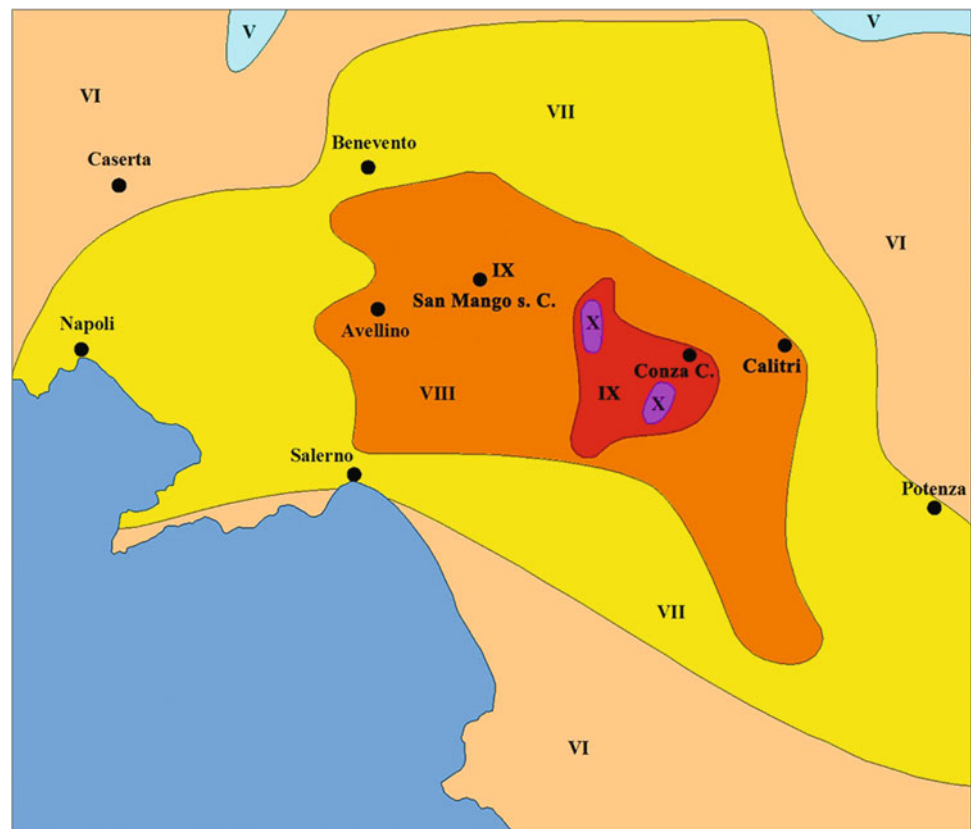 V
V
VI
VII
Benevento
Caserta
VI
IX
San Mango s. C.
Napoli
Avellino
X
Conza C.
Calitri
VIII
IX
X
Salerno
Potenza
VII
VI